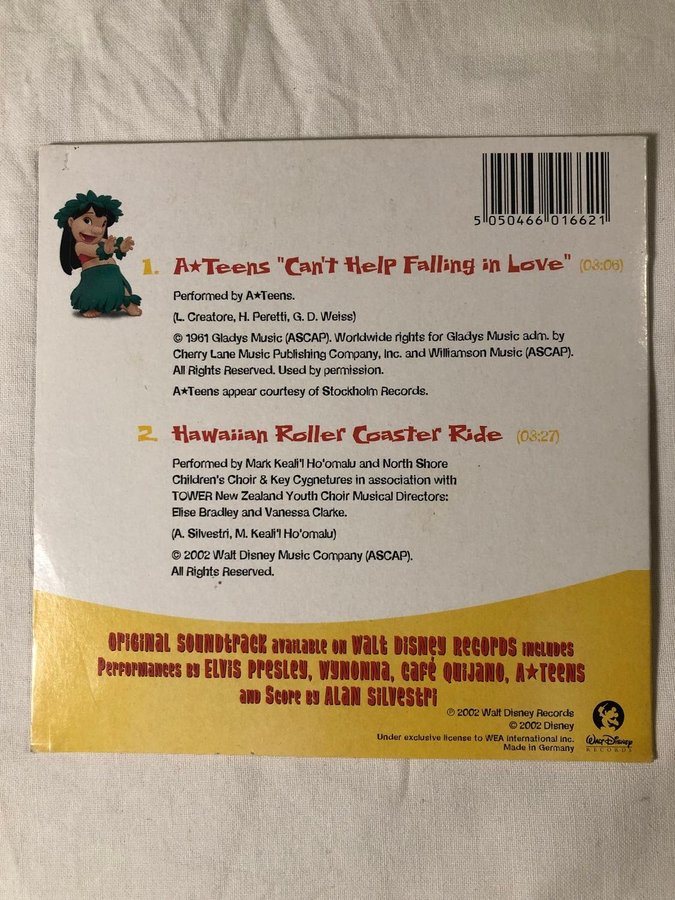 5 050466 016621
1. A★Teens "Can't Help Falling in Love" (03:06)
Performed by A★Teens.
(L. Creatore, H. Peretti, G. D. Weiss)
© 1961 Gladys Music (ASCAP). Worldwide rights for Gladys Music adm. by
Cherry Lane Music Publishing Company, Inc. and Williamson Music (ASCAP).
All Rights Reserved. Used by permission.
A★Teens appear courtesy of Stockholm Records.
2. Hawaiian Roller Coaster Ride (03:27)
Performed by Mark Keali'I Ho'omalu and North Shore
Children's Choir & Key Cygnetures in association with
TOWER New Zealand Youth Choir Musical Directors:
Elise Bradley and Vanessa Clarke.
(A. Silvestri, M. Keali'I Ho'omalu)
© 2002 Walt Disney Music Company (ASCAP).
All Rights Reserved.
Original Soundtrack available on Walt Disney Records includes
Performances by Elvis Presley, Wynonna, Café Quijano, A★Teens
and Score by Alan Silvestri
℗ 2002 Walt Disney Records
© 2002 Disney
Under exclusive license to WEA International Inc.
Made in Germany
Walt Disney
RECORDS